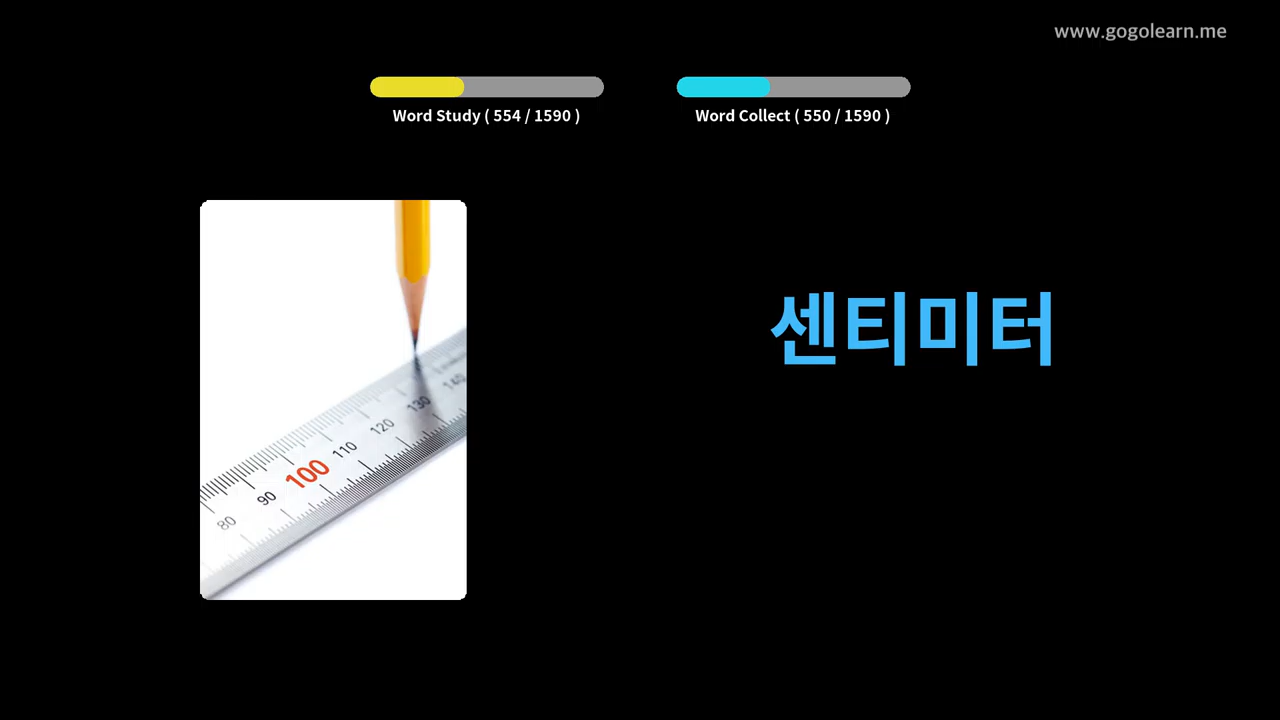 www.gogolearn.me
Word Study ( 554 / 1590 )
Word Collect ( 550 / 1590 )
센티미터
80
90
100
110
120
130
140